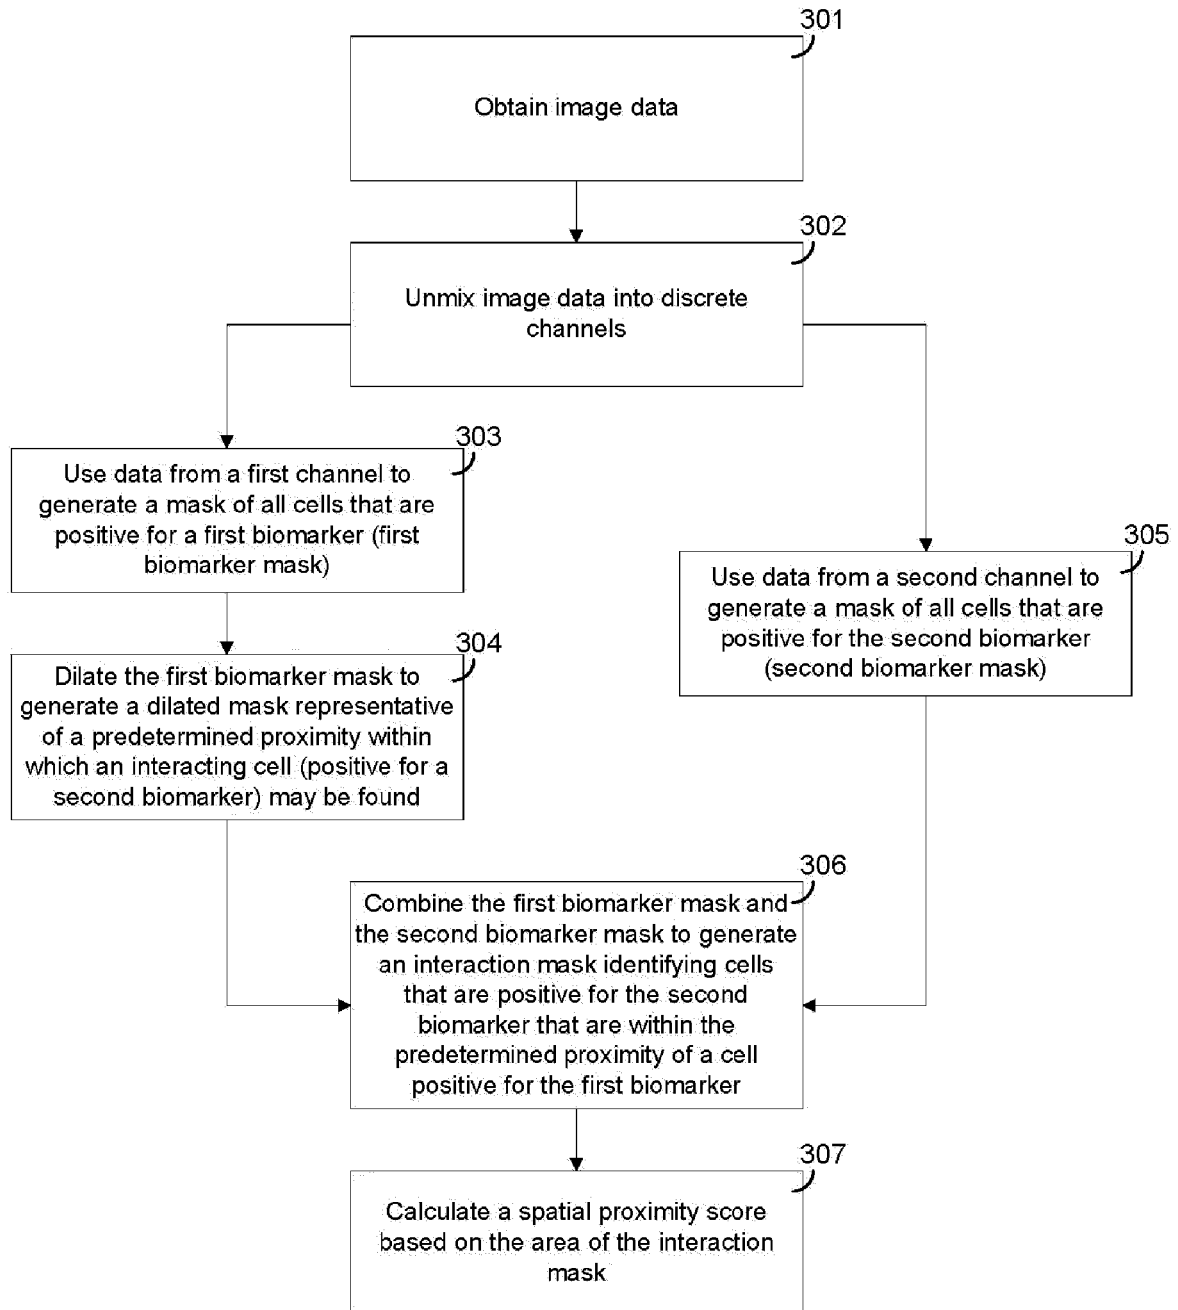 301
Obtain image data
302
Unmix image data into discrete
channels
303
Use data from a first channel to
generate a mask of all cells that are
positive for a first biomarker (first
biomarker mask)
305
Use data from a second channel to
generate a mask of all cells that are
positive for the second biomarker
(second biomarker mask)
304
Dilate the first biomarker mask to
generate a dilated mask representative
of a predetermined proximity within
which an interacting cell (positive for a
second biomarker) may be found
306
Combine the first biomarker mask and
the second biomarker mask to generate
an interaction mask identifying cells
that are positive for the second
biomarker that are within the
predetermined proximity of a cell
positive for the first biomarker
307
Calculate a spatial proximity score
based on the area of the interaction
mask